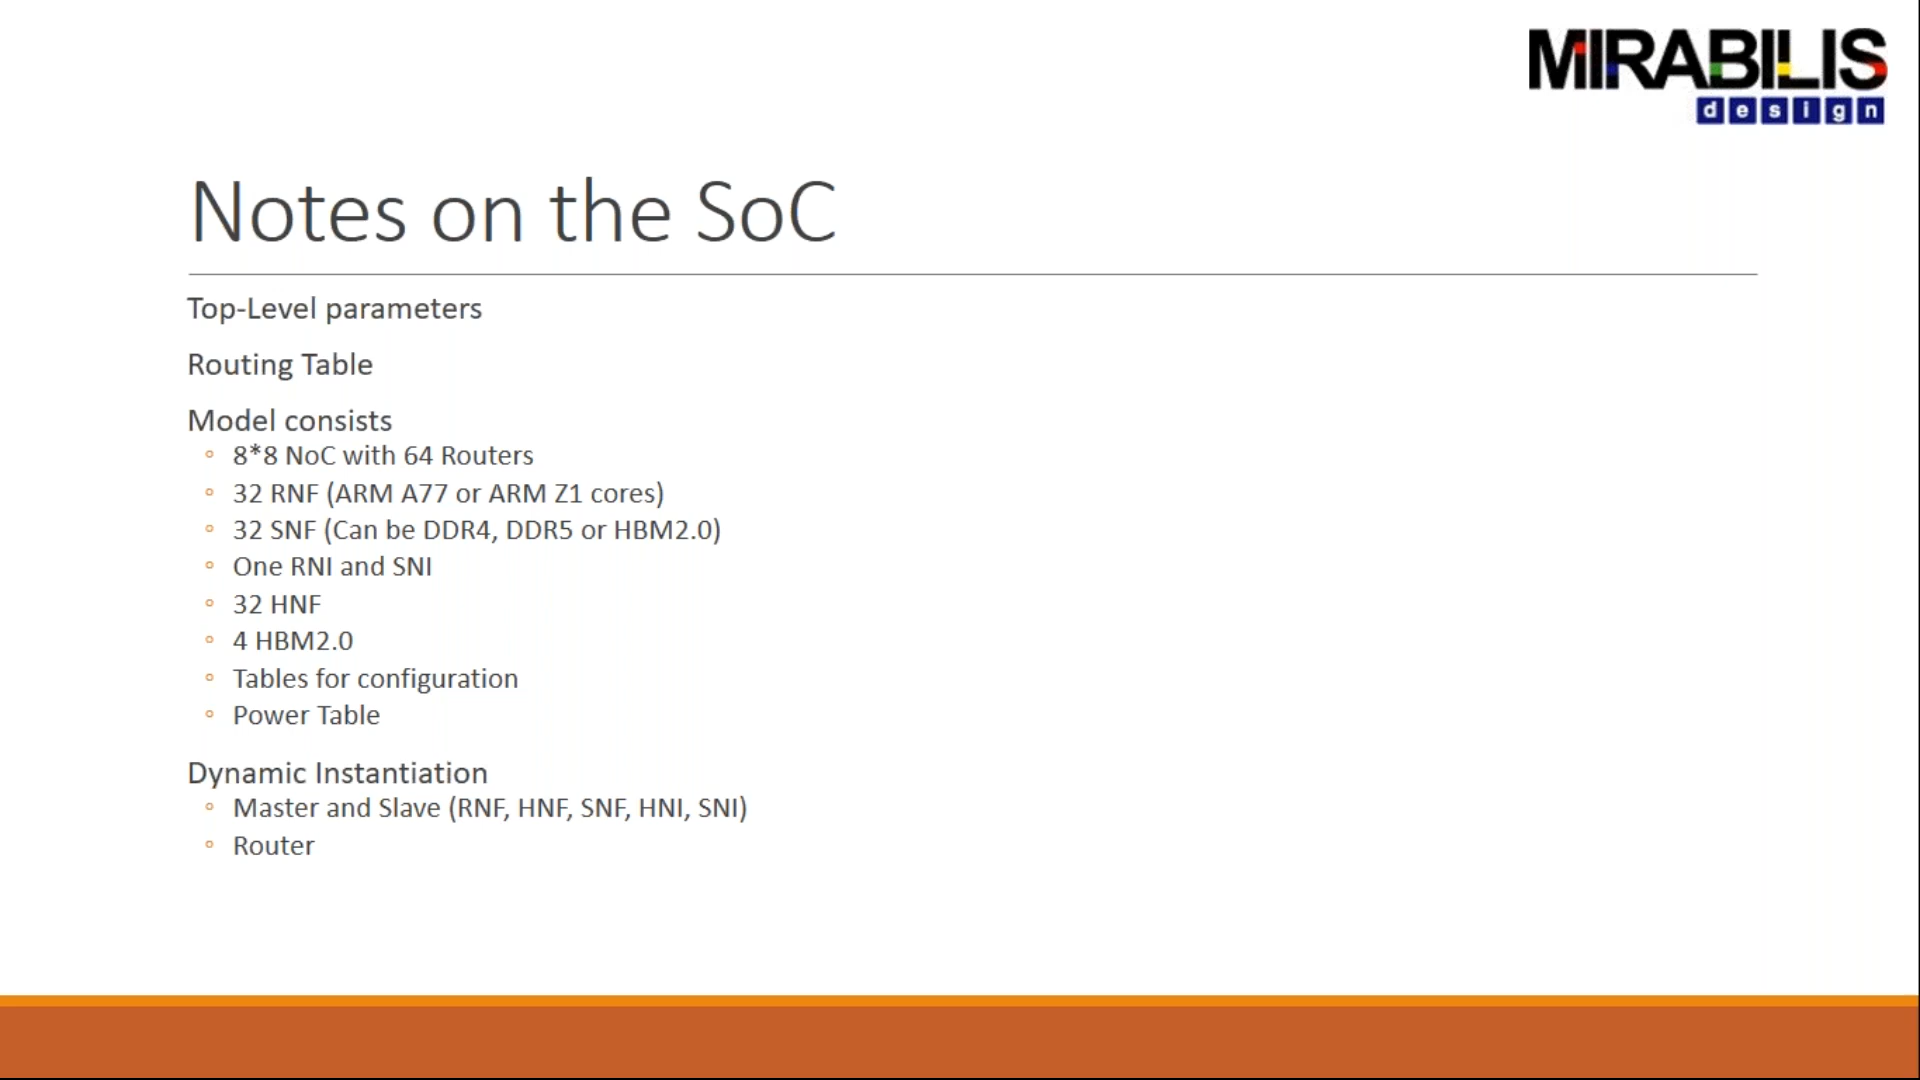 MIRABILIS
design
Notes on the SoC
Top-Level parameters
Routing Table
Model consists
◦ 8*8 NoC with 64 Routers
◦ 32 RNF (ARM A77 or ARM Z1 cores)
◦ 32 SNF (Can be DDR4, DDR5 or HBM2.0)
◦ One RNI and SNI
◦ 32 HNF
◦ 4 HBM2.0
◦ Tables for configuration
◦ Power Table
Dynamic Instantiation
◦ Master and Slave (RNF, HNF, SNF, HNI, SNI)
◦ Router